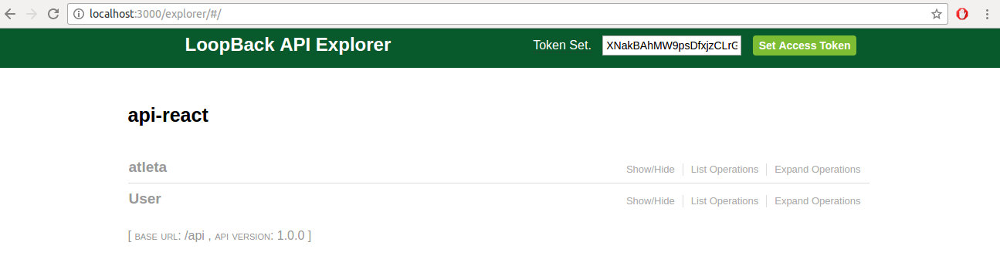 localhost:3000/explorer/#/
LoopBack API Explorer Token Set. XNakBAhMW9psDfxjzCLrG Set Access Token
api-react
atleta Show/Hide List Operations Expand Operations
User Show/Hide List Operations Expand Operations
[ BASE URL: /api , API VERSION: 1.0.0 ]